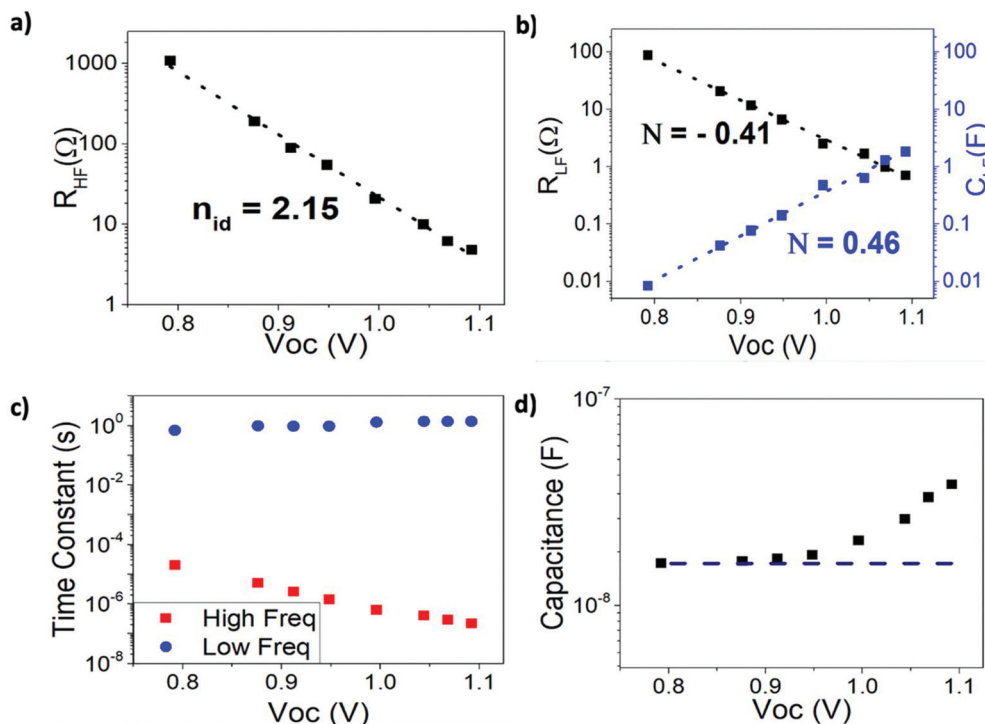 a)
1000
100
10
1
R_HF(Ω)
n_id = 2.15
0.8 0.9 1.0 1.1
Voc (V)
b)
100
10
1
0.1
0.01
R_LF(Ω)
N = - 0.41
N = 0.46
100
10
1
0.1
0.01
0.8 0.9 1.0 1.1
Voc (V)
c)
10^0
10^-2
10^-4
10^-6
10^-8
Time Constant (s)
High Freq
Low Freq
0.8 0.9 1.0 1.1
Voc (V)
d)
10^-7
10^-8
Capacitance (F)
0.8 0.9 1.0 1.1
Voc (V)